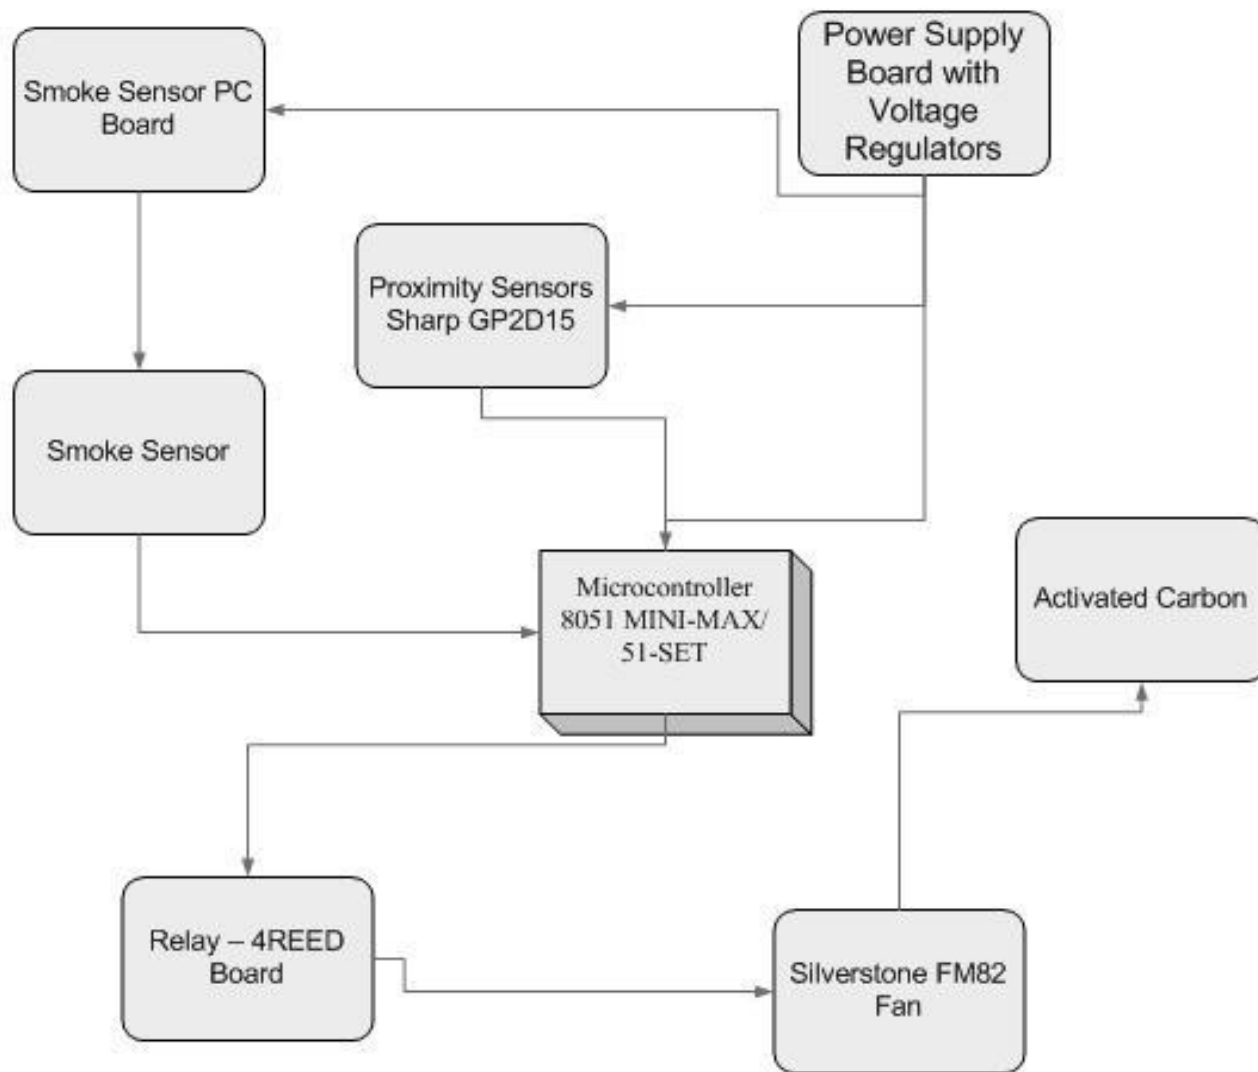 Smoke Sensor PC
Board
Power Supply
Board with
Voltage
Regulators
Proximity Sensors
Sharp GP2D15
Smoke Sensor
Microcontroller
8051 MINI-MAX/
51-SET
Activated Carbon
Relay – 4REED
Board
Silverstone FM82
Fan